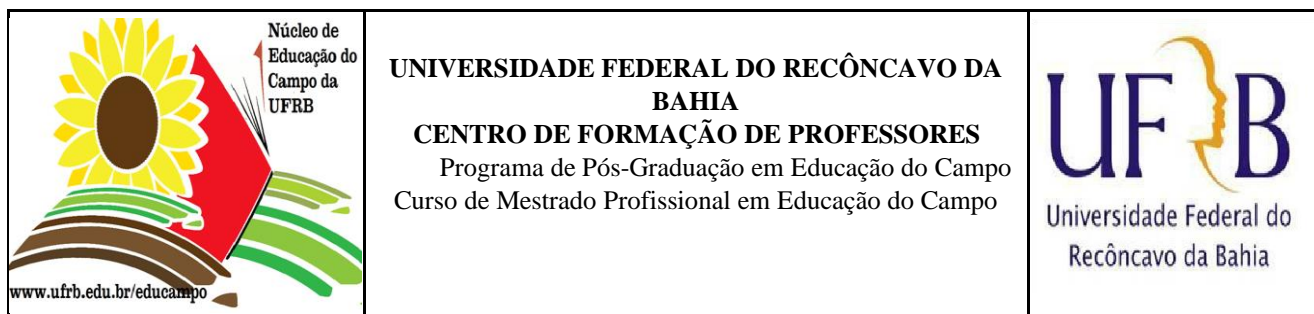 Núcleo de
Educação do
Campo da
UFRB
www.ufrb.edu.br/educampo
UNIVERSIDADE FEDERAL DO RECÔNCAVO DA
BAHIA
CENTRO DE FORMAÇÃO DE PROFESSORES
Programa de Pós-Graduação em Educação do Campo
Curso de Mestrado Profissional em Educação do Campo
UFRB
Universidade Federal do
Recôncavo da Bahia